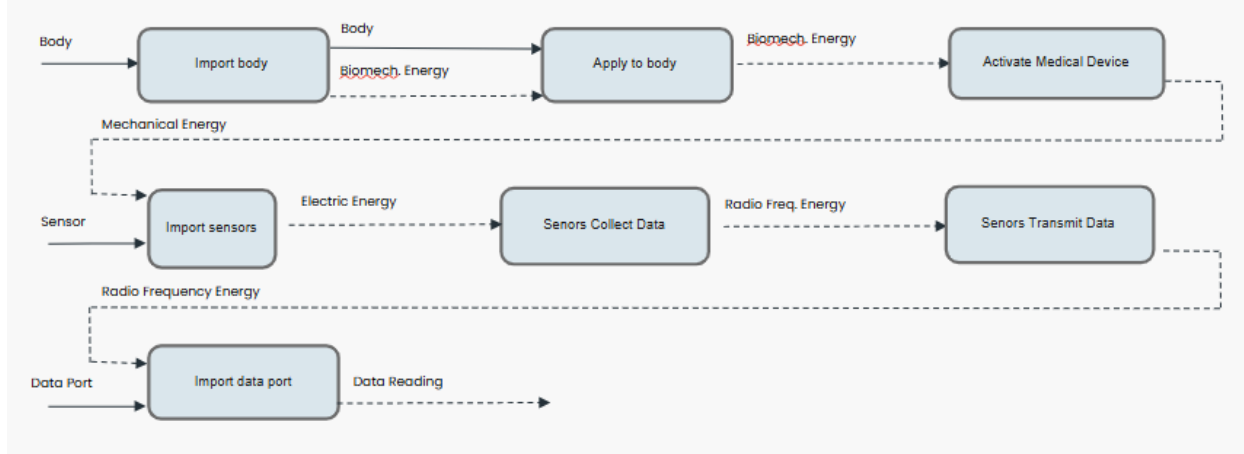 Body
Import body
Body
Biomech. Energy
Apply to body
Biomech. Energy
Activate Medical Device
Mechanical Energy
Sensor
Import sensors
Electric Energy
Senors Collect Data
Radio Freq. Energy
Senors Transmit Data
Radio Frequency Energy
Data Port
Import data port
Data Reading